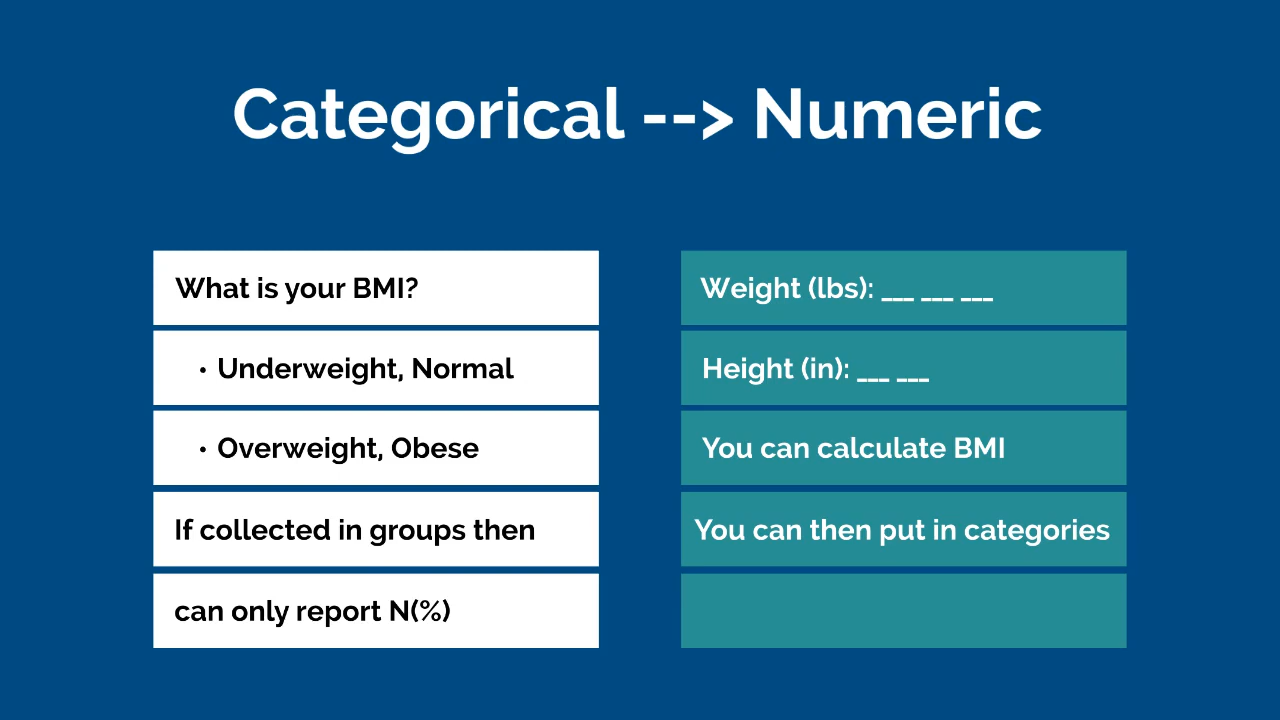 Categorical --> Numeric
What is your BMI?
• Underweight, Normal
• Overweight, Obese
If collected in groups then
can only report N(%)
Weight (lbs): ___ ___ ___
Height (in): ___ ___
You can calculate BMI
You can then put in categories